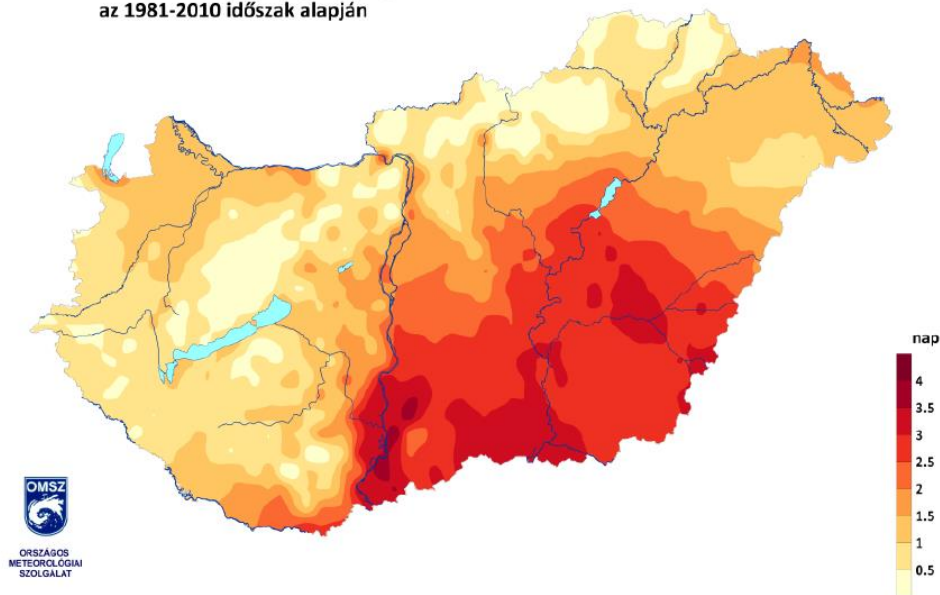 az 1981-2010 időszak alapján
nap
4
3.5
3
2.5
2
1.5
1
0.5
OMSZ
ORSZÁGOS
METEOROLÓGIAI
SZOLGÁLAT